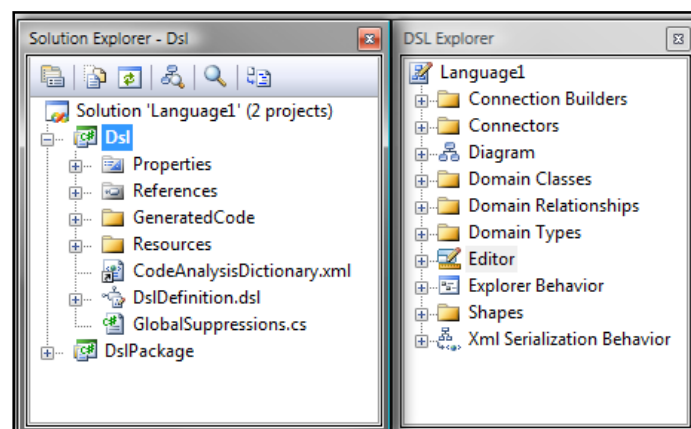 Solution Explorer - Dsl
Solution 'Language1' (2 projects)
Dsl
Properties
References
GeneratedCode
Resources
CodeAnalysisDictionary.xml
DslDefinition.dsl
GlobalSuppressions.cs
DslPackage
DSL Explorer
Language1
Connection Builders
Connectors
Diagram
Domain Classes
Domain Relationships
Domain Types
Editor
Explorer Behavior
Shapes
Xml Serialization Behavior